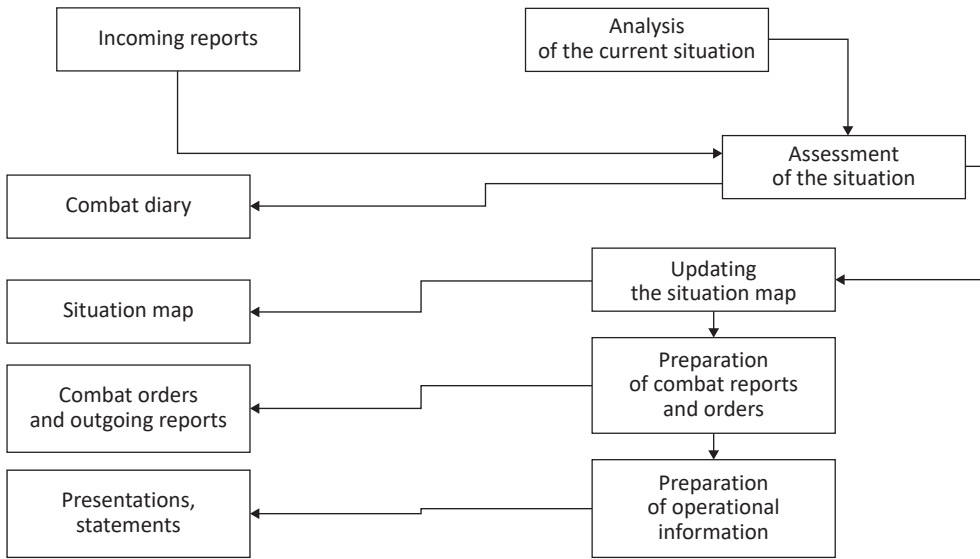 Incoming reports
Analysis
of the current situation
Assessment
of the situation
Combat diary
Updating
the situation map
Situation map
Preparation
of combat reports
and orders
Combat orders
and outgoing reports
Preparation
of operational
information
Presentations,
statements